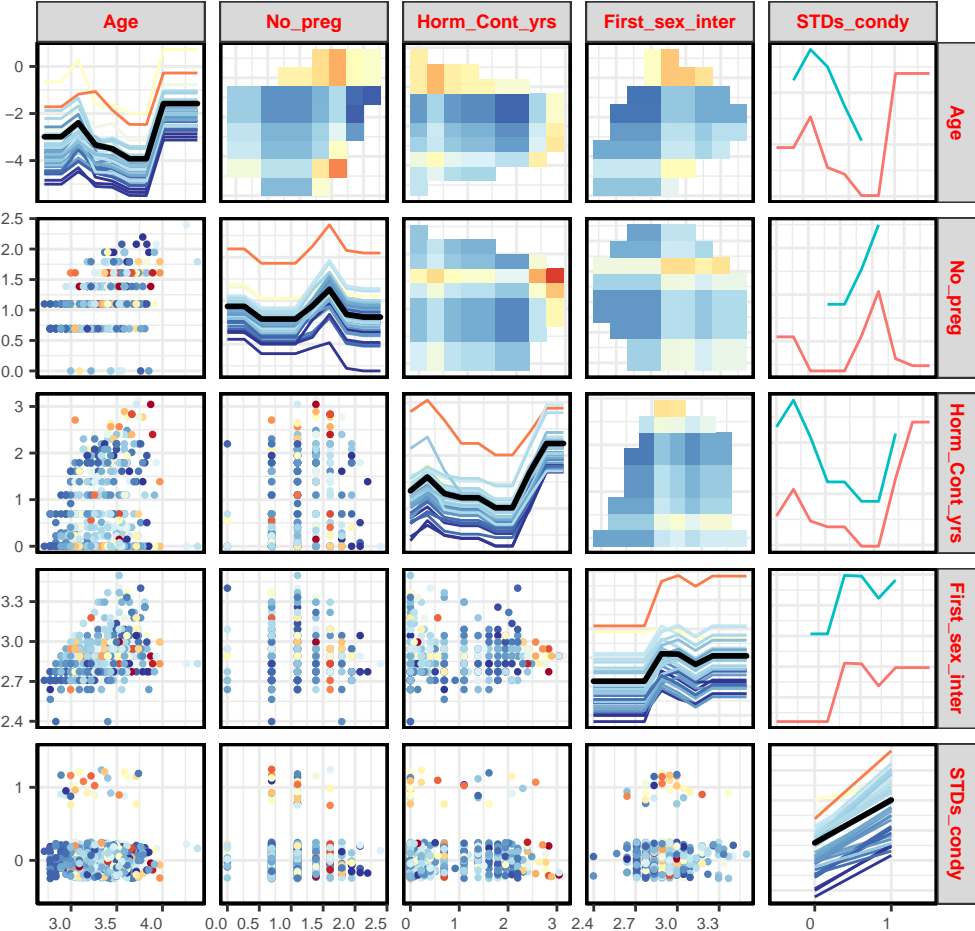 Age No_preg Horm_Cont_yrs First_sex_inter STDs_condy
0
−2
−4
Age
2.5
2.0
1.5
1.0
0.5
0.0
No_preg
3
2
1
0
Horm_Cont_yrs
3.3
3.0
2.7
2.4
First_sex_inter
1
0
STDs_condy
3.0 3.5 4.0 0.0 0.5 1.0 1.5 2.0 2.5 0 1 2 3 2.4 2.7 3.0 3.3 0 1